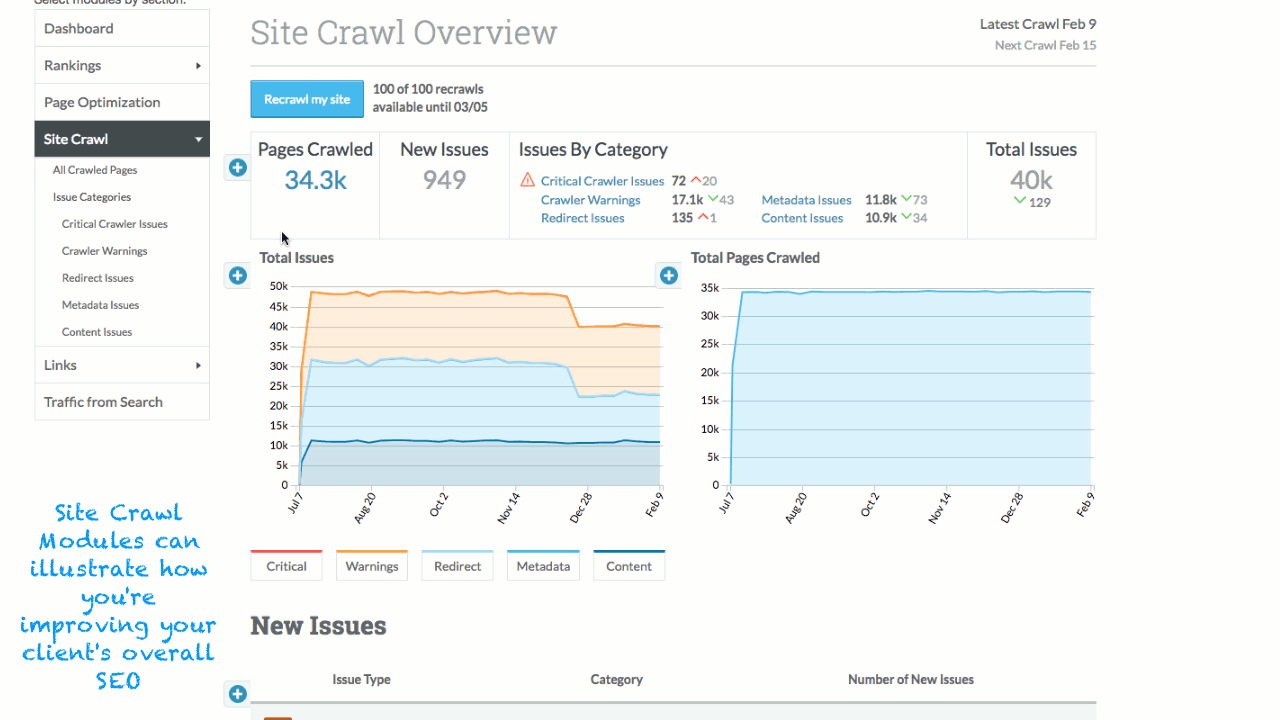 Select modules by section:
Dashboard
Rankings
Page Optimization
Site Crawl
All Crawled Pages
Issue Categories
Critical Crawler Issues
Crawler Warnings
Redirect Issues
Metadata Issues
Content Issues
Links
Traffic from Search
Site Crawl
Modules can
illustrate how
you're
improving your
client's overall
SEO
Site Crawl Overview
Latest Crawl Feb 9
Next Crawl Feb 15
Recrawl my site
100 of 100 recrawls
available until 03/05
Pages Crawled
34.3k
New Issues
949
Issues By Category
Critical Crawler Issues 72 20
Crawler Warnings 17.1k 43
Redirect Issues 135 1
Metadata Issues 11.8k 73
Content Issues 10.9k 34
Total Issues
40k
129
Total Issues
50k
45k
40k
35k
30k
25k
20k
15k
10k
5k
0
Jul 7 Aug 20 Oct 2 Nov 14 Dec 28 Feb 9
Total Pages Crawled
35k
30k
25k
20k
15k
10k
5k
0
Jul 7 Aug 20 Oct 2 Nov 14 Dec 28 Feb 9
Critical Warnings Redirect Metadata Content
New Issues
Issue Type Category Number of New Issues